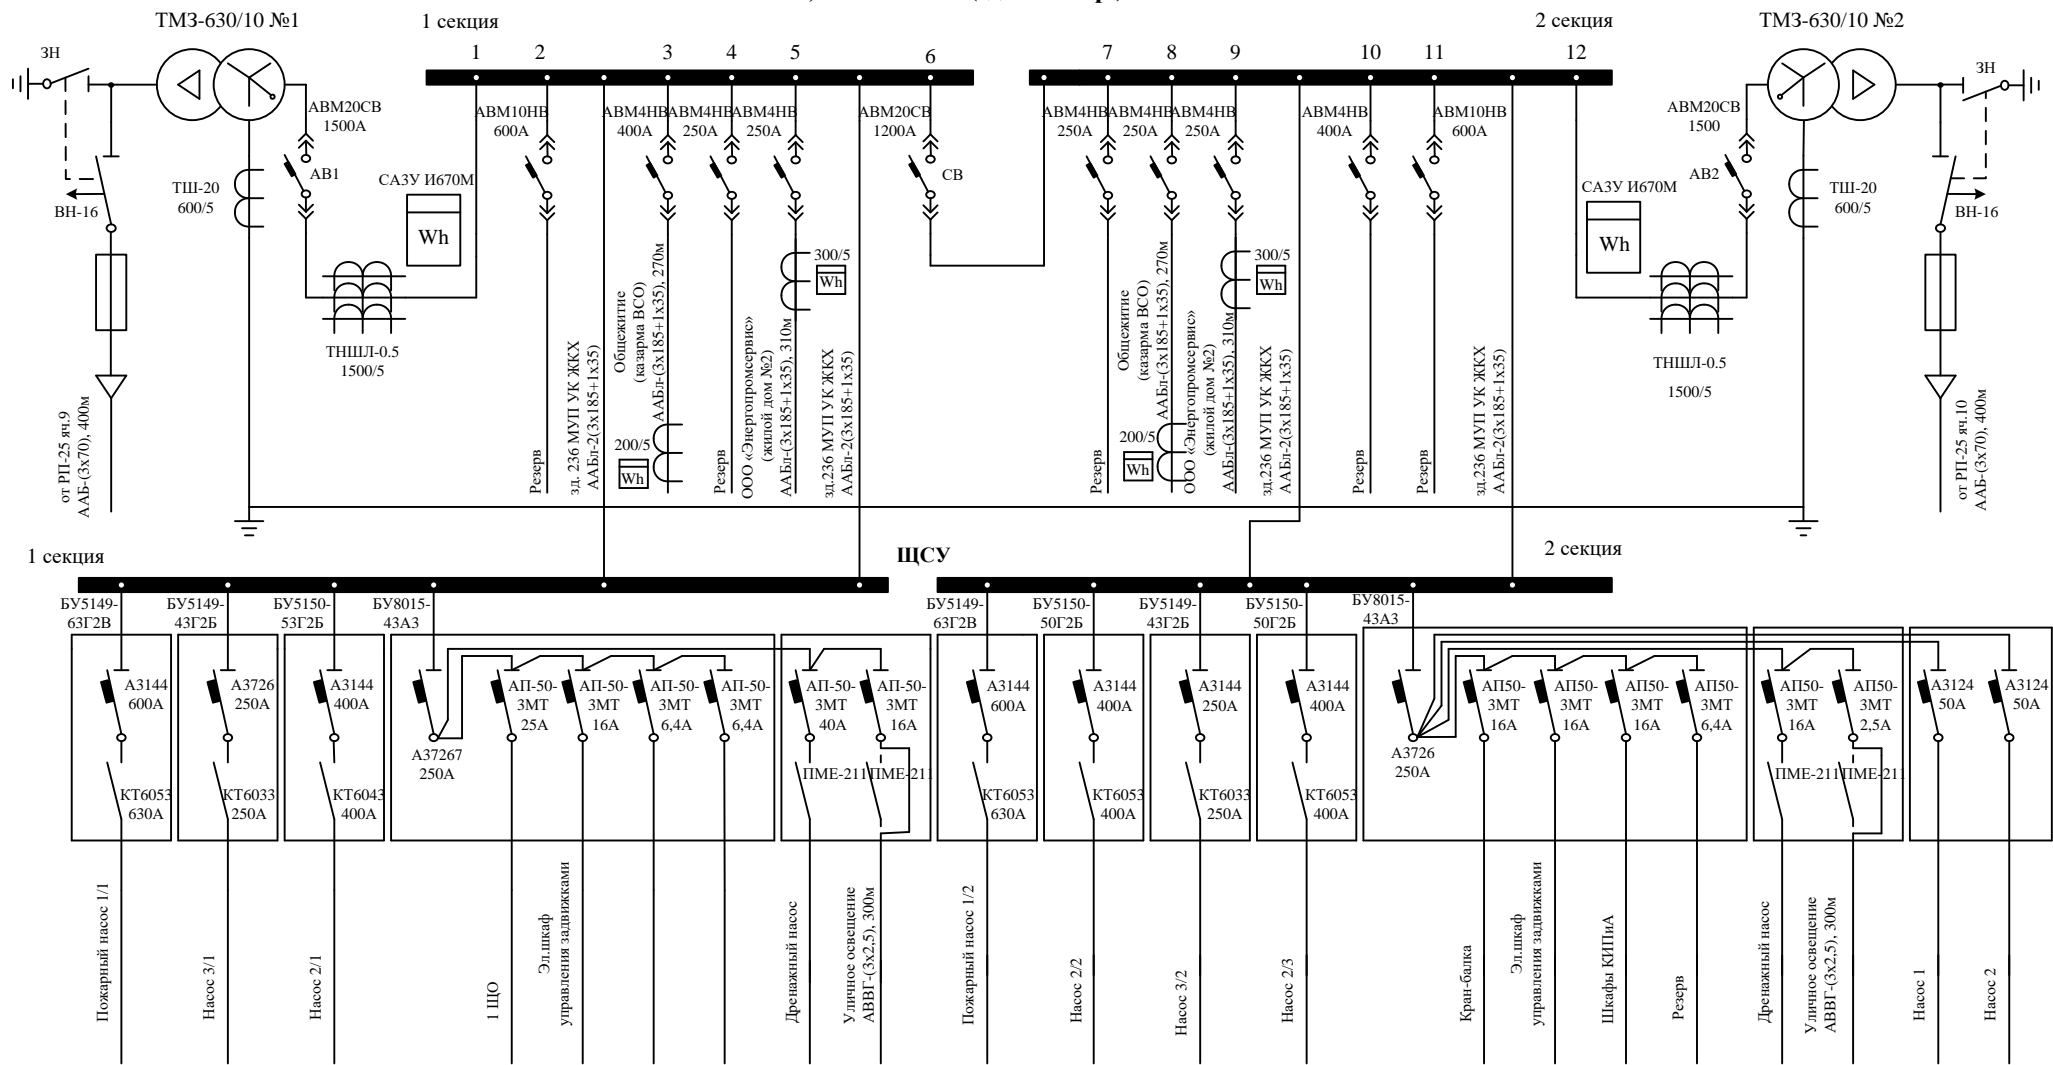 ТМЗ-630/10 №1
1 секция
2 секция
ТМЗ-630/10 №2
1
2
3
4
5
6
7
8
9
10
11
12
ЗН
ЗН
АВМ20СВ
1500А
АВ1
ВН-16
ТШ-20
600/5
САЗУ И670М
Wh
ТНШЛ-0.5
1500/5
от РП-25 яч.9
ААБ-(3х70), 400м
АВМ10НВ
600А
АВМ4НВ
400А
АВМ4НВ
250А
АВМ4НВ
250А
АВМ20СВ
1200А
СВ
АВМ4НВ
250А
АВМ4НВ
250А
АВМ4НВ
250А
АВМ4НВ
400А
АВМ10НВ
600А
АВМ20СВ
1500
АВ2
САЗУ И670М
Wh
ТШ-20
600/5
ВН-16
ТНШЛ-0.5
1500/5
от РП-25 яч.10
ААБ-(3х70), 400м
Резерв
зд. 236 МУП УК ЖКХ
ААБл-2(3х185+1х35)
Общежитие
(казарма ВСО)
ААБл-(3х185+1х35), 270м
200/5
Wh
Резерв
ООО «Энергопромсервис»
(жилой дом №2)
ААБл-(3х185+1х35), 310м
300/5
Wh
зд.236 МУП УК ЖКХ
ААБл-2(3х185+1х35)
Резерв
Общежитие
(казарма ВСО)
ААБл-(3х185+1х35), 270м
200/5
Wh
ООО «Энергопромсервис»
(жилой дом №2)
ААБл-(3х185+1х35), 310м
300/5
Wh
зд.236 МУП УК ЖКХ
ААБл-2(3х185+1х35)
Резерв
Резерв
зд.236 МУП УК ЖКХ
ААБл-2(3х185+1х35)
1 секция
ЩСУ
2 секция
БУ5149-
63Г2В
БУ5149-
43Г2Б
БУ5150-
53Г2Б
БУ8015-
43А3
БУ5149-
63Г2В
БУ5150-
50Г2Б
БУ5149-
43Г2Б
БУ5150-
50Г2Б
БУ8015-
43А3
А3144
600А
А3726
250А
А3144
400А
А37267
250А
АП-50-
3МТ
25А
АП-50-
3МТ
16А
АП-50-
3МТ
6,4А
АП-50-
3МТ
6,4А
АП-50-
3МТ
40А
АП-50-
3МТ
16А
А3144
600А
А3144
400А
А3144
250А
А3144
400А
А3726
250А
АП50-
3МТ
16А
АП50-
3МТ
16А
АП50-
3МТ
16А
АП50-
3МТ
6,4А
АП50-
3МТ
16А
АП50-
3МТ
2,5А
А3124
50А
А3124
50А
КТ6053
630А
КТ6033
250А
КТ6043
400А
ПМЕ-211
ПМЕ-211
КТ6053
630А
КТ6053
400А
КТ6033
250А
КТ6053
400А
ПМЕ-211
ПМЕ-211
Пожарный насос 1/1
Насос 3/1
Насос 2/1
1 ЩО
Эл.шкаф
управления задвижками
Дренажный насос
Уличное освещение
АВВГ-(3х2,5), 300м
Пожарный насос 1/2
Насос 2/2
Насос 3/2
Насос 2/3
Кран-балка
Эл.шкаф
управления задвижками
Шкафы КИПиА
Резерв
Дренажный насос
Уличное освещение
АВВГ-(3х2,5), 300м
Насос 1
Насос 2